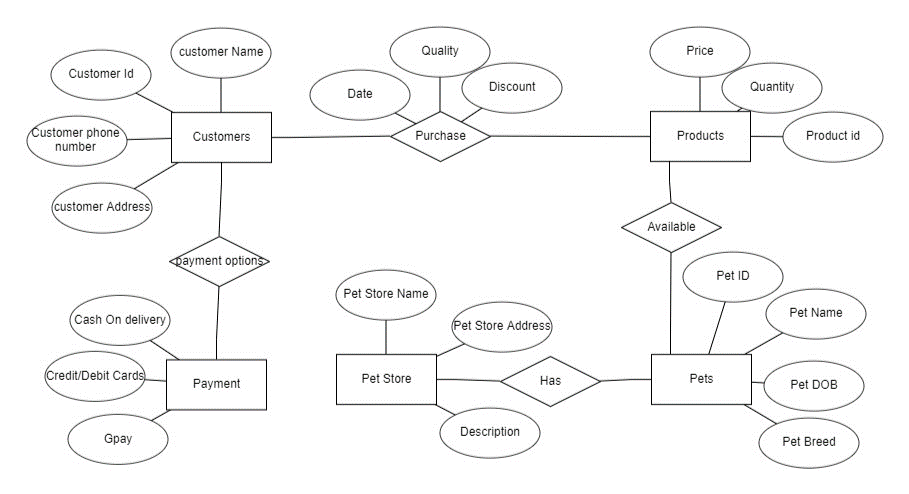 customer Name
Quality
Price
Customer Id
Date
Discount
Quantity
Customer phone
number
Customers
Purchase
Products
Product id
customer Address
Available
payment options
Pet ID
Pet Store Name
Pet Name
Cash On delivery
Pet Store Address
Credit/Debit Cards
Payment
Pet Store
Has
Pets
Pet DOB
Gpay
Description
Pet Breed